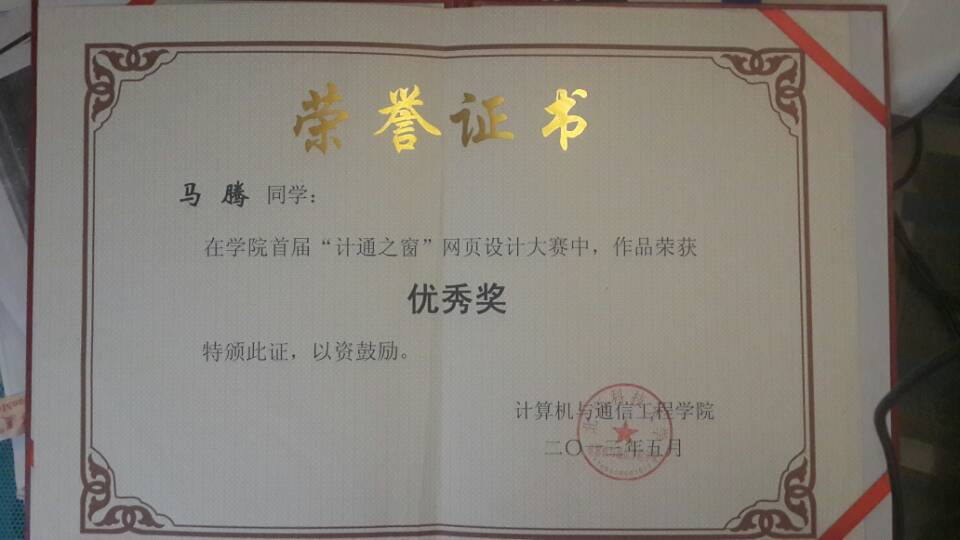 荣誉证书
马 腾 同学：
在学院首届“计通之窗”网页设计大赛中，作品荣获
优秀奖
特颁此证，以资鼓励。
计算机与通信工程学院
二〇一三年五月